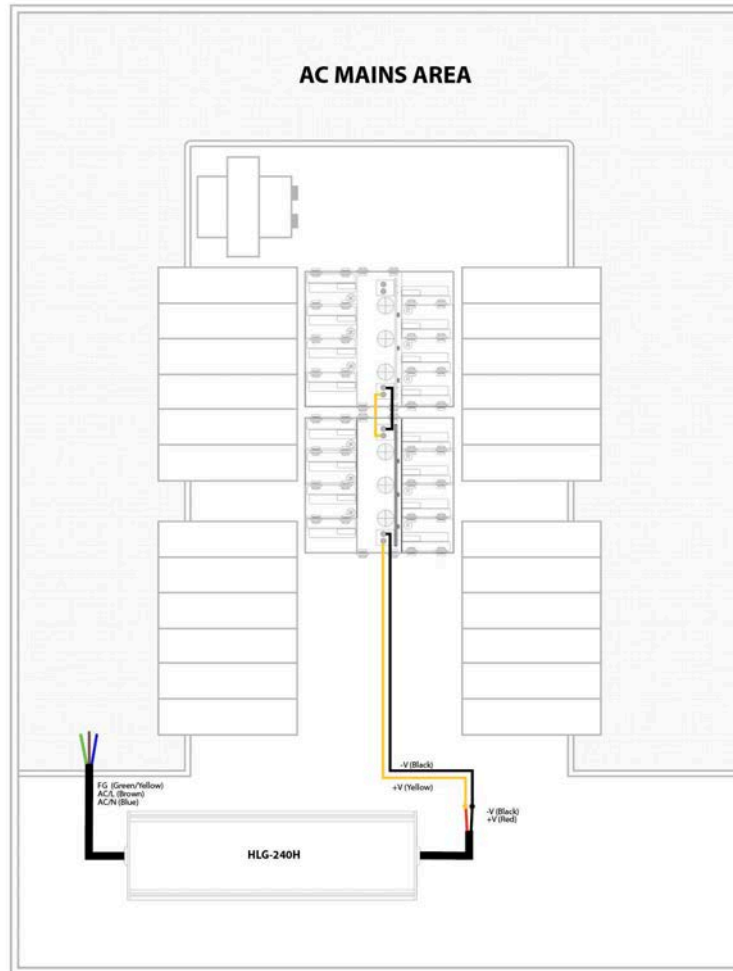 AC MAINS AREA
-V (Black)
+V (Yellow)
FG (Green/Yellow)
AC/L (Brown)
AC/N (Blue)
-V (Black)
+V (Red)
HLG-240H